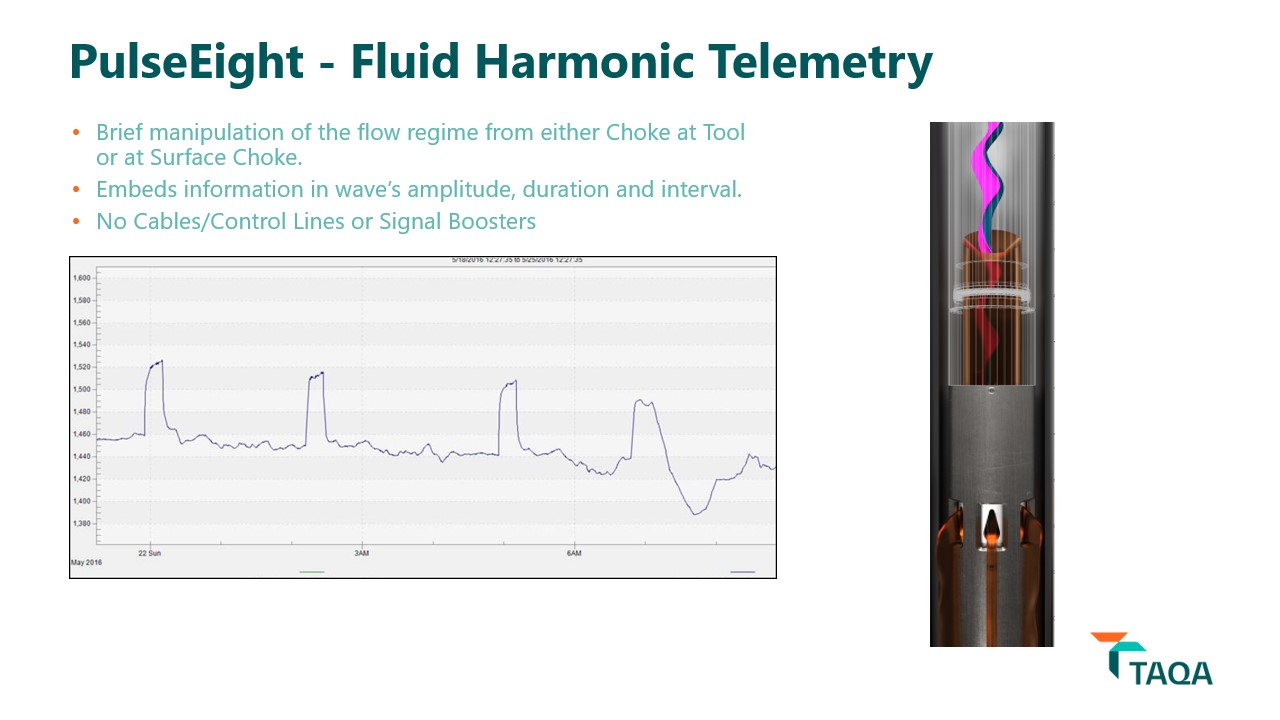 PulseEight - Fluid Harmonic Telemetry
• Brief manipulation of the flow regime from either Choke at Tool
or at Surface Choke.
• Embeds information in wave’s amplitude, duration and interval.
• No Cables/Control Lines or Signal Boosters
5/18/2016 12:27:35 to 5/25/2016 12:27:35
1,600
1,580
1,560
1,540
1,520
1,500
1,480
1,460
1,440
1,420
1,400
1,380
22 Sun
3AM
6AM
May 2016
TAQA